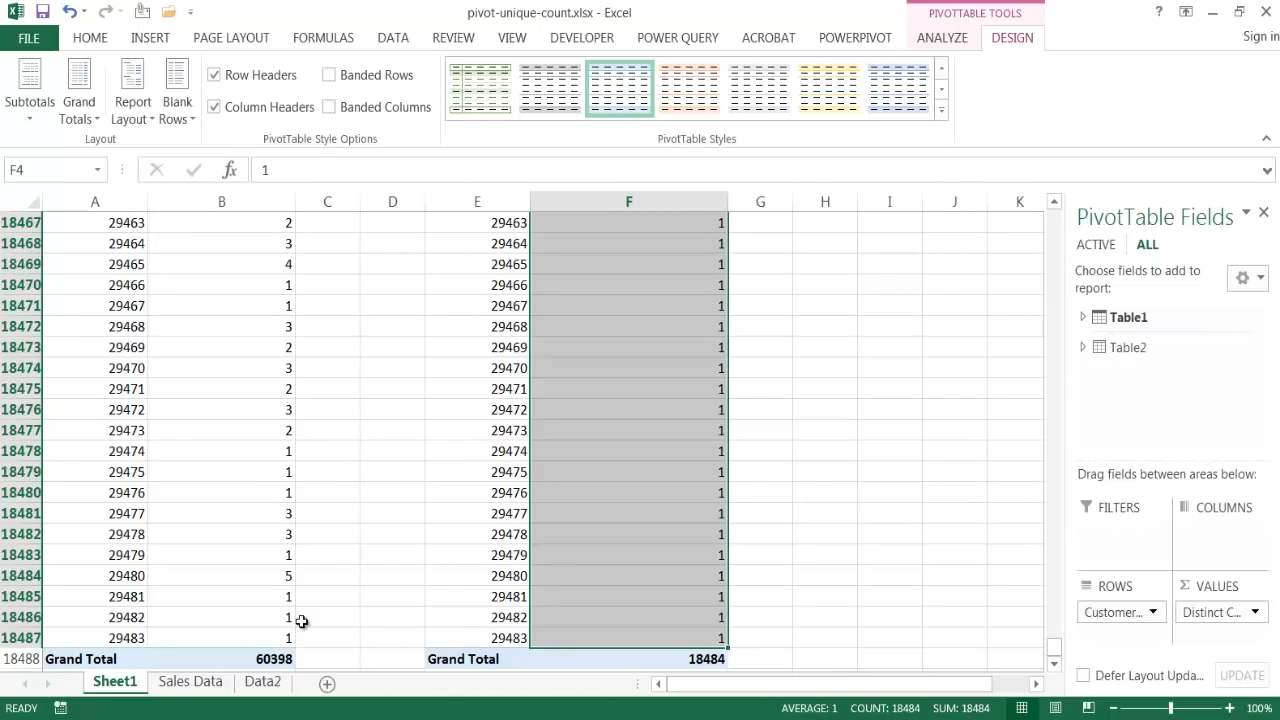 pivot-unique-count.xlsx - Excel
PIVOTTABLE TOOLS
FILE HOME INSERT PAGE LAYOUT FORMULAS DATA REVIEW VIEW DEVELOPER POWER QUERY ACROBAT POWERPIVOT ANALYZE DESIGN Sign in
Subtotals
Grand Totals
Report Layout
Blank Rows
Layout
Row Headers Banded Rows
Column Headers Banded Columns
PivotTable Style Options
PivotTable Styles
F4 fx 1
A B C D E F G H I J K
18467 29463 2 29463 1
18468 29464 3 29464 1
18469 29465 4 29465 1
18470 29466 1 29466 1
18471 29467 1 29467 1
18472 29468 3 29468 1
18473 29469 2 29469 1
18474 29470 3 29470 1
18475 29471 2 29471 1
18476 29472 3 29472 1
18477 29473 2 29473 1
18478 29474 1 29474 1
18479 29475 1 29475 1
18480 29476 1 29476 1
18481 29477 3 29477 1
18482 29478 3 29478 1
18483 29479 1 29479 1
18484 29480 5 29480 1
18485 29481 1 29481 1
18486 29482 1 29482 1
18487 29483 1 29483 1
18488 Grand Total 60398 Grand Total 18484
Sheet1 Sales Data Data2
PivotTable Fields
ACTIVE ALL
Choose fields to add to
report:
Table1
Table2
Drag fields between areas below:
FILTERS COLUMNS
ROWS Σ VALUES
Customer... Distinct C...
Defer Layout Upda... UPDATE
READY AVERAGE: 1 COUNT: 18484 SUM: 18484 100%